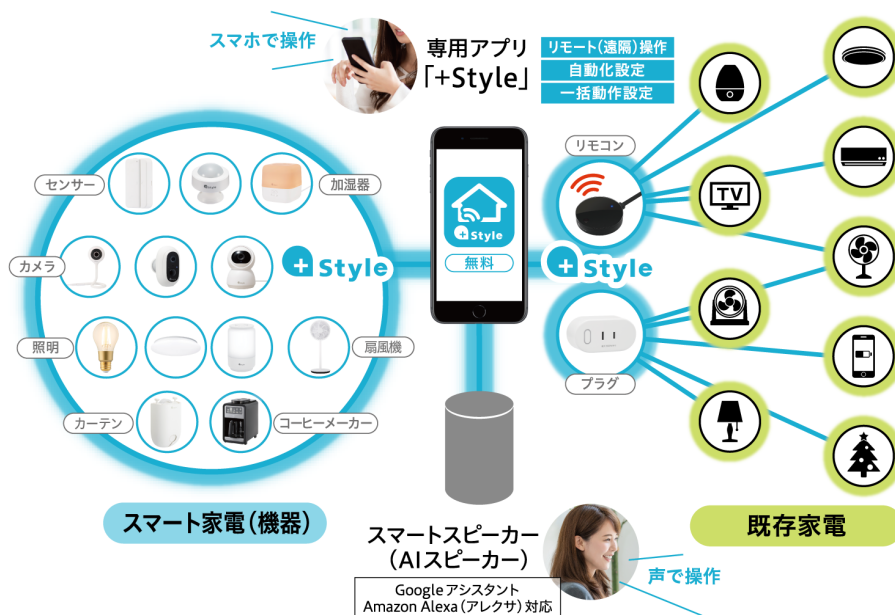 スマホで操作
専用アプリ
「+Style」
リモート(遠隔)操作
自動化設定
一括動作設定
センサー
加湿器
カメラ
照明
扇風機
カーテン
コーヒーメーカー
+Style
+Style
無料
+Style
リモコン
プラグ
TV
スマート家電(機器)
スマートスピーカー
(AIスピーカー)
Googleアシスタント
Amazon Alexa(アレクサ)対応
声で操作
既存家電